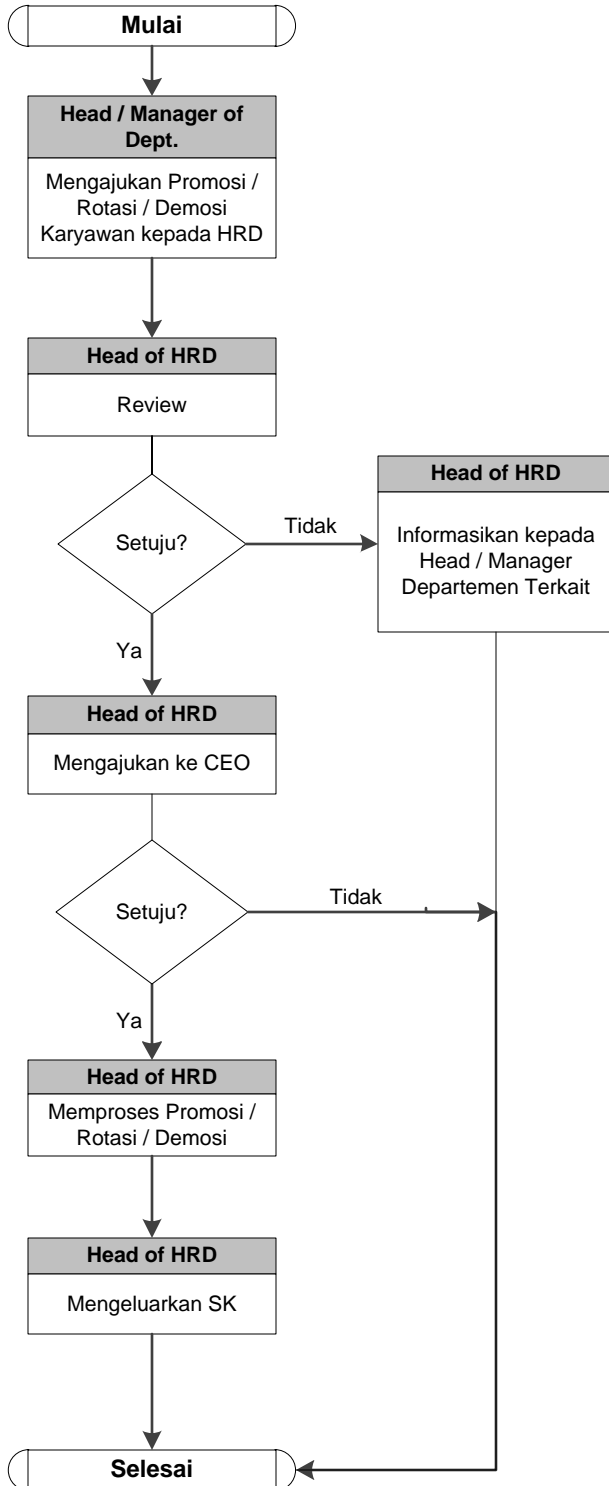 Mulai
Head / Manager of
Dept.
Mengajukan Promosi /
Rotasi / Demosi
Karyawan kepada HRD
Head of HRD
Review
Setuju?
Tidak
Head of HRD
Informasikan kepada
Head / Manager
Departemen Terkait
Ya
Head of HRD
Mengajukan ke CEO
Setuju?
Tidak
Ya
Head of HRD
Memproses Promosi /
Rotasi / Demosi
Head of HRD
Mengeluarkan SK
Selesai